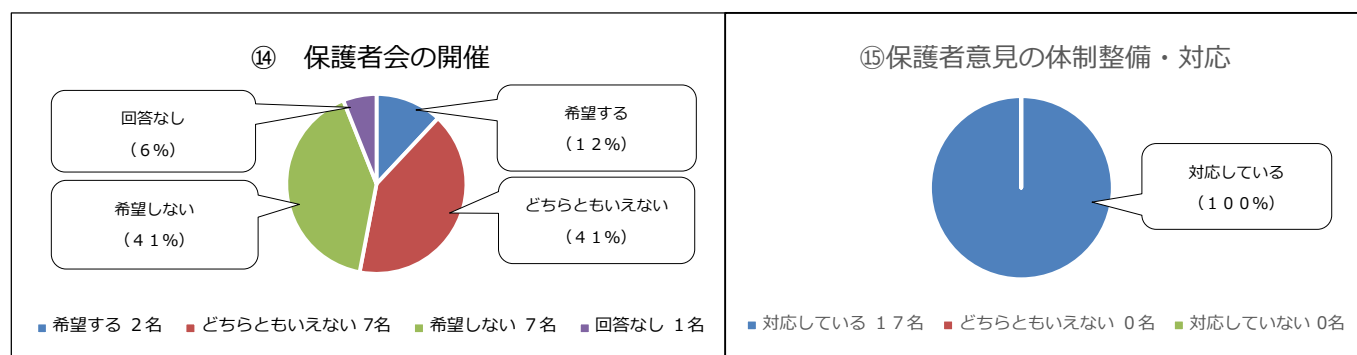 ⑭　保護者会の開催
回答なし
（６％）
希望する
（１２％）
希望しない
（４１％）
どちらともいえない
（４１％）
希望する ２名 どちらともいえない 7名 希望しない ７名 回答なし １名
⑮保護者意見の体制整備・対応
対応している
（１００％）
対応している １７名 どちらともいえない ０名 対応していない 0名